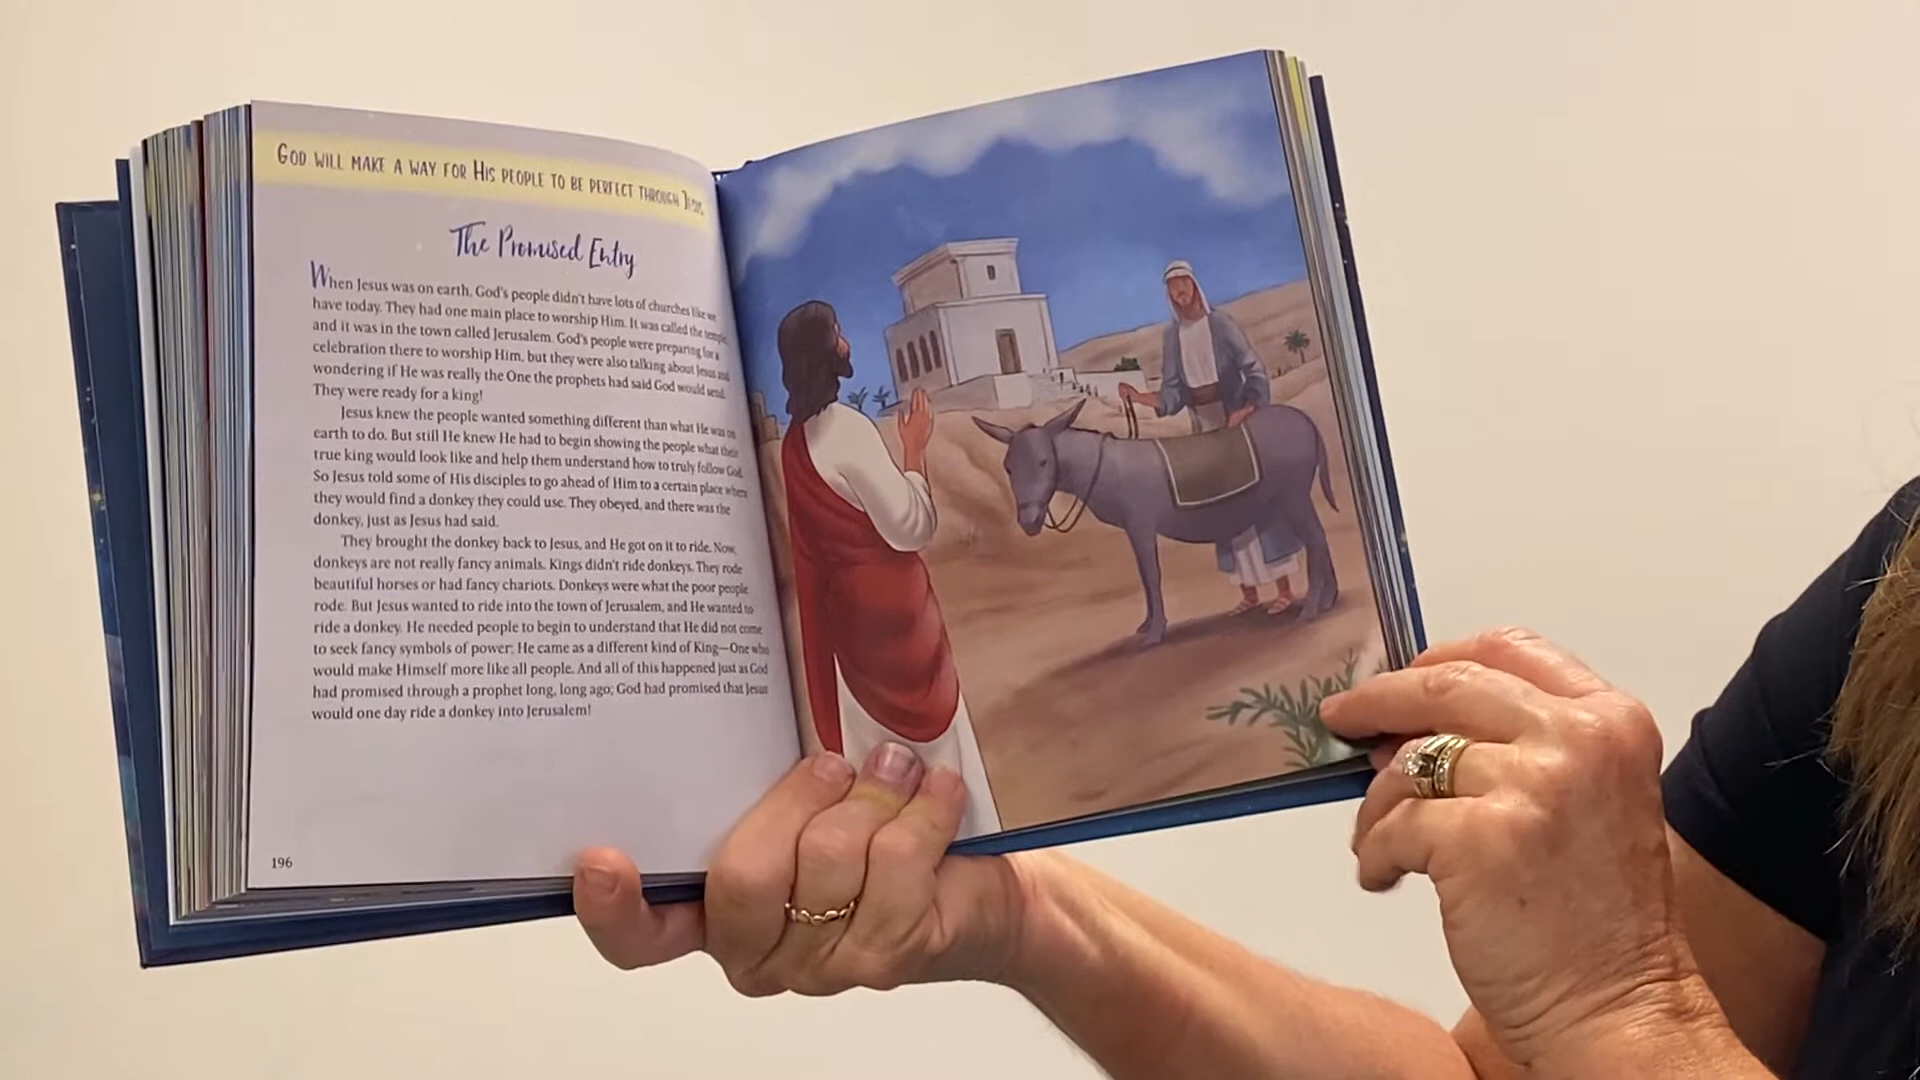 GOD WILL MAKE A WAY FOR HIS PEOPLE TO BE PERFECT THROUGH JESUS.
The Promised Entry
When Jesus was on earth, God's people didn't have lots of churches like we
have today. They had one main place to worship Him. It was called the temple,
and it was in the town called Jerusalem. God's people were preparing for a
celebration there to worship Him, but they were also talking about Jesus and
wondering if He was really the One the prophets had said God would send.
They were ready for a king!
Jesus knew the people wanted something different than what He was on
earth to do. But still He knew He had to begin showing the people what their
true king would look like and help them understand how to truly follow God.
So Jesus told some of His disciples to go ahead of Him to a certain place where
they would find a donkey they could use. They obeyed, and there was the
donkey, just as Jesus had said.
They brought the donkey back to Jesus, and He got on it to ride. Now,
donkeys are not really fancy animals. Kings didn't ride donkeys. They rode
beautiful horses or had fancy chariots. Donkeys were what the poor people
rode. But Jesus wanted to ride into the town of Jerusalem, and He wanted to
ride a donkey. He needed people to begin to understand that He did not come
to seek fancy symbols of power; He came as a different kind of King—One who
would make Himself more like all people. And all of this happened just as God
had promised through a prophet long, long ago; God had promised that Jesus
would one day ride a donkey into Jerusalem!
196